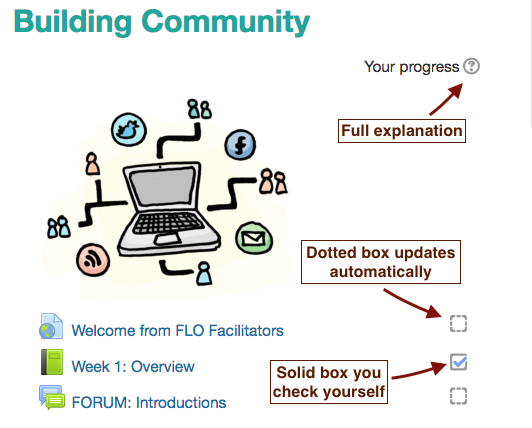 Building Community
Your progress
Full explanation
Dotted box updates
automatically
Welcome from FLO Facilitators
Week 1: Overview
Solid box you
check yourself
FORUM: Introductions